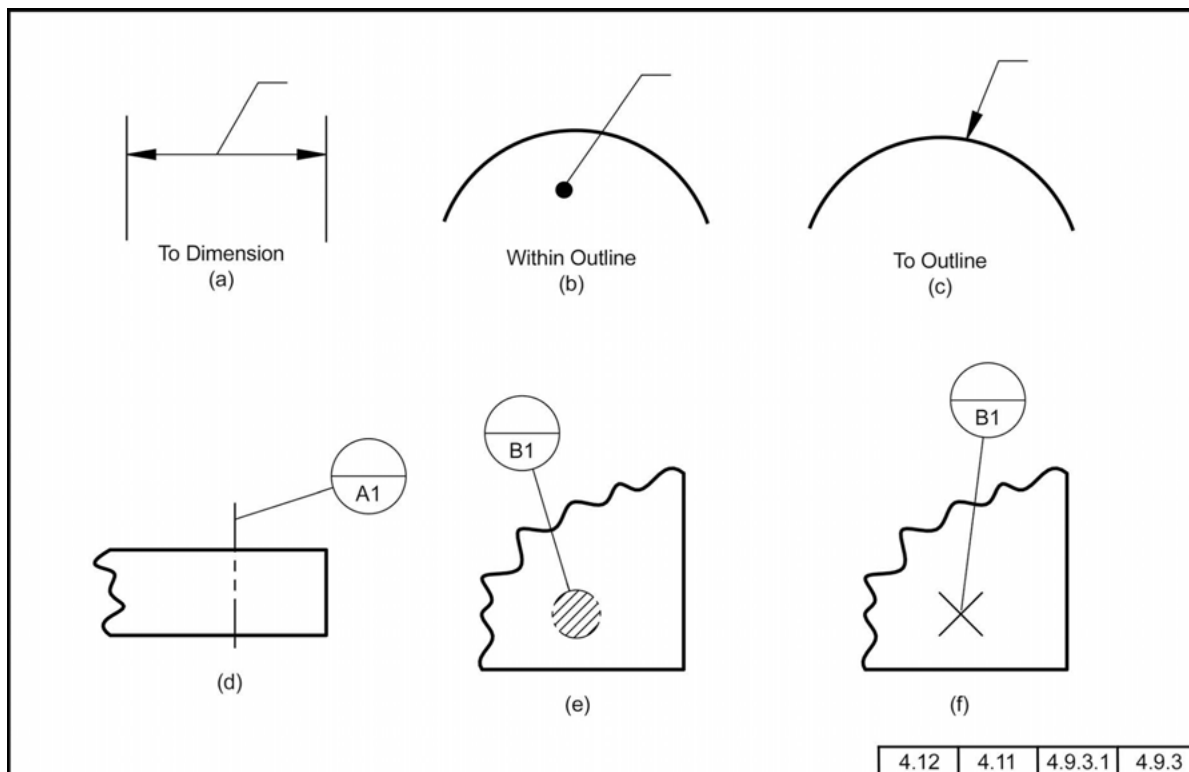 To Dimension
(a)
Within Outline
(b)
To Outline
(c)
A1
(d)
B1
(e)
B1
(f)
4.12 4.11 4.9.3.1 4.9.3